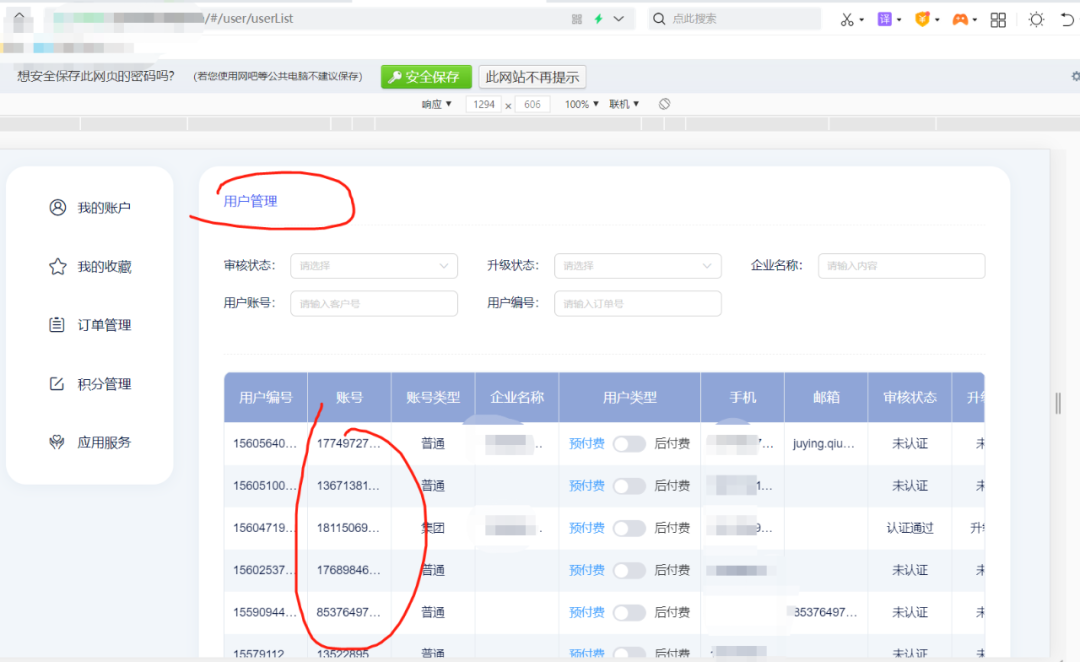 /#/user/userList
点此搜索
译
想安全保存此网页的密码吗? (若您使用网吧等公共电脑不建议保存) 安全保存 此网站不再提示
响应 ▼ 1294 x 606 100% ▼ 联机 ▼
我的账户
我的收藏
订单管理
积分管理
应用服务
用户管理
审核状态: 请选择 升级状态: 请选择 企业名称: 请输入内容
用户账号: 请输入客户号 用户编号: 请输入订单号
用户编号 账号 账号类型 企业名称 用户类型 手机 邮箱 审核状态 升
15605640... 17749727... 普通 ... 预付费 后付费 7... juying.qiu... 未认证 未
15605100... 13671381... 普通 预付费 后付费 1... 未认证 未
15604719... 18115069... 集团 . 预付费 后付费 9... 认证通过 升
15602537... 17689846... 普通 预付费 后付费 未认证 未
15590944... 85376497... 普通 预付费 后付费 85376497... 未认证 未
15579112 13522895 普通 预付费 后付费 未认证 未